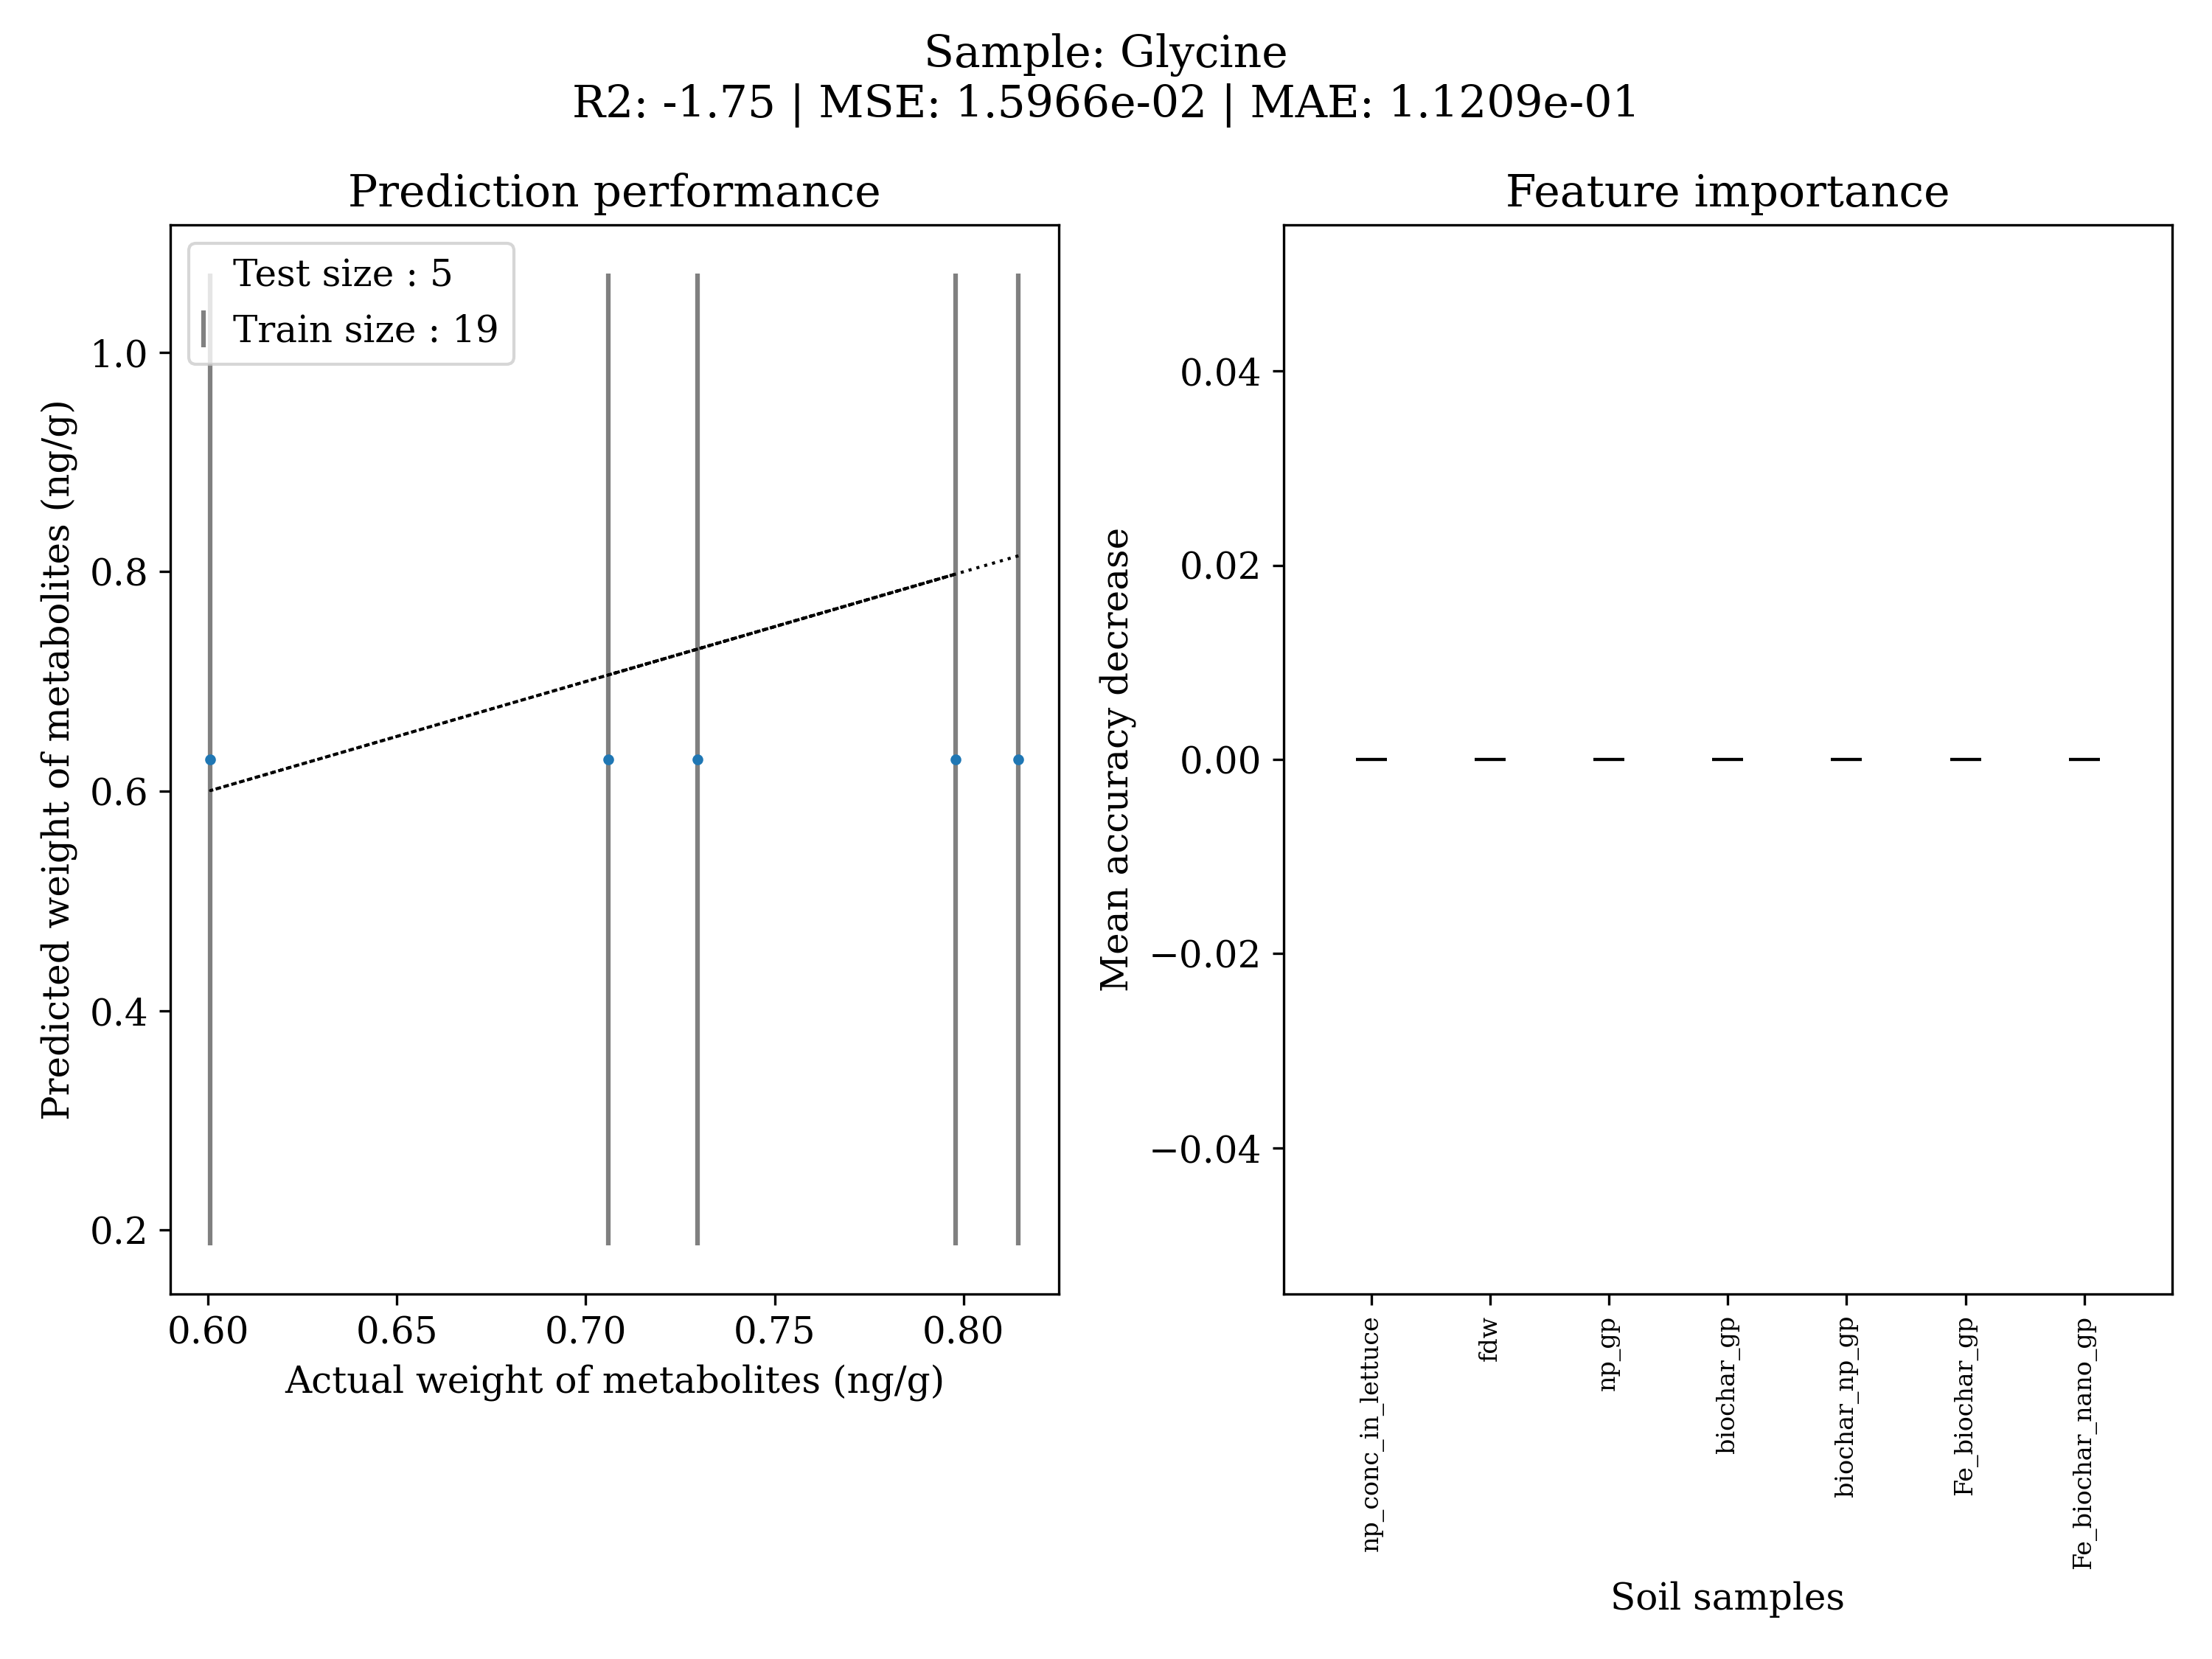 Sample: Glycine
R2: -1.75 | MSE: 1.5966e-02 | MAE: 1.1209e-01
Prediction performance
Test size : 5
Train size : 19
1.0
0.8
0.6
0.4
0.2
Predicted weight of metabolites (ng/g)
0.60 0.65 0.70 0.75 0.80
Actual weight of metabolites (ng/g)
Feature importance
0.04
0.02
0.00
−0.02
−0.04
Mean accuracy decrease
np_conc_in_lettuce
fdw
np_gp
biochar_gp
biochar_np_gp
Fe_biochar_gp
Fe_biochar_nano_gp
Soil samples